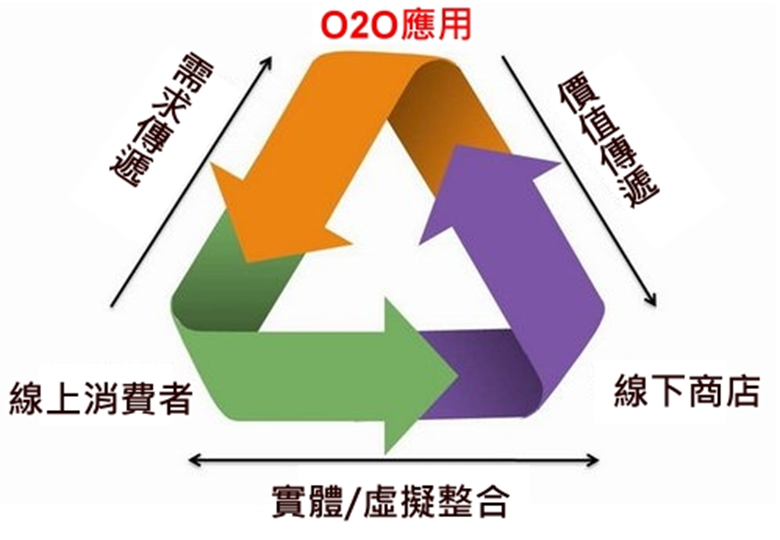 O2O應用
需求傳遞
價值傳遞
線上消費者
線下商店
實體/虛擬整合